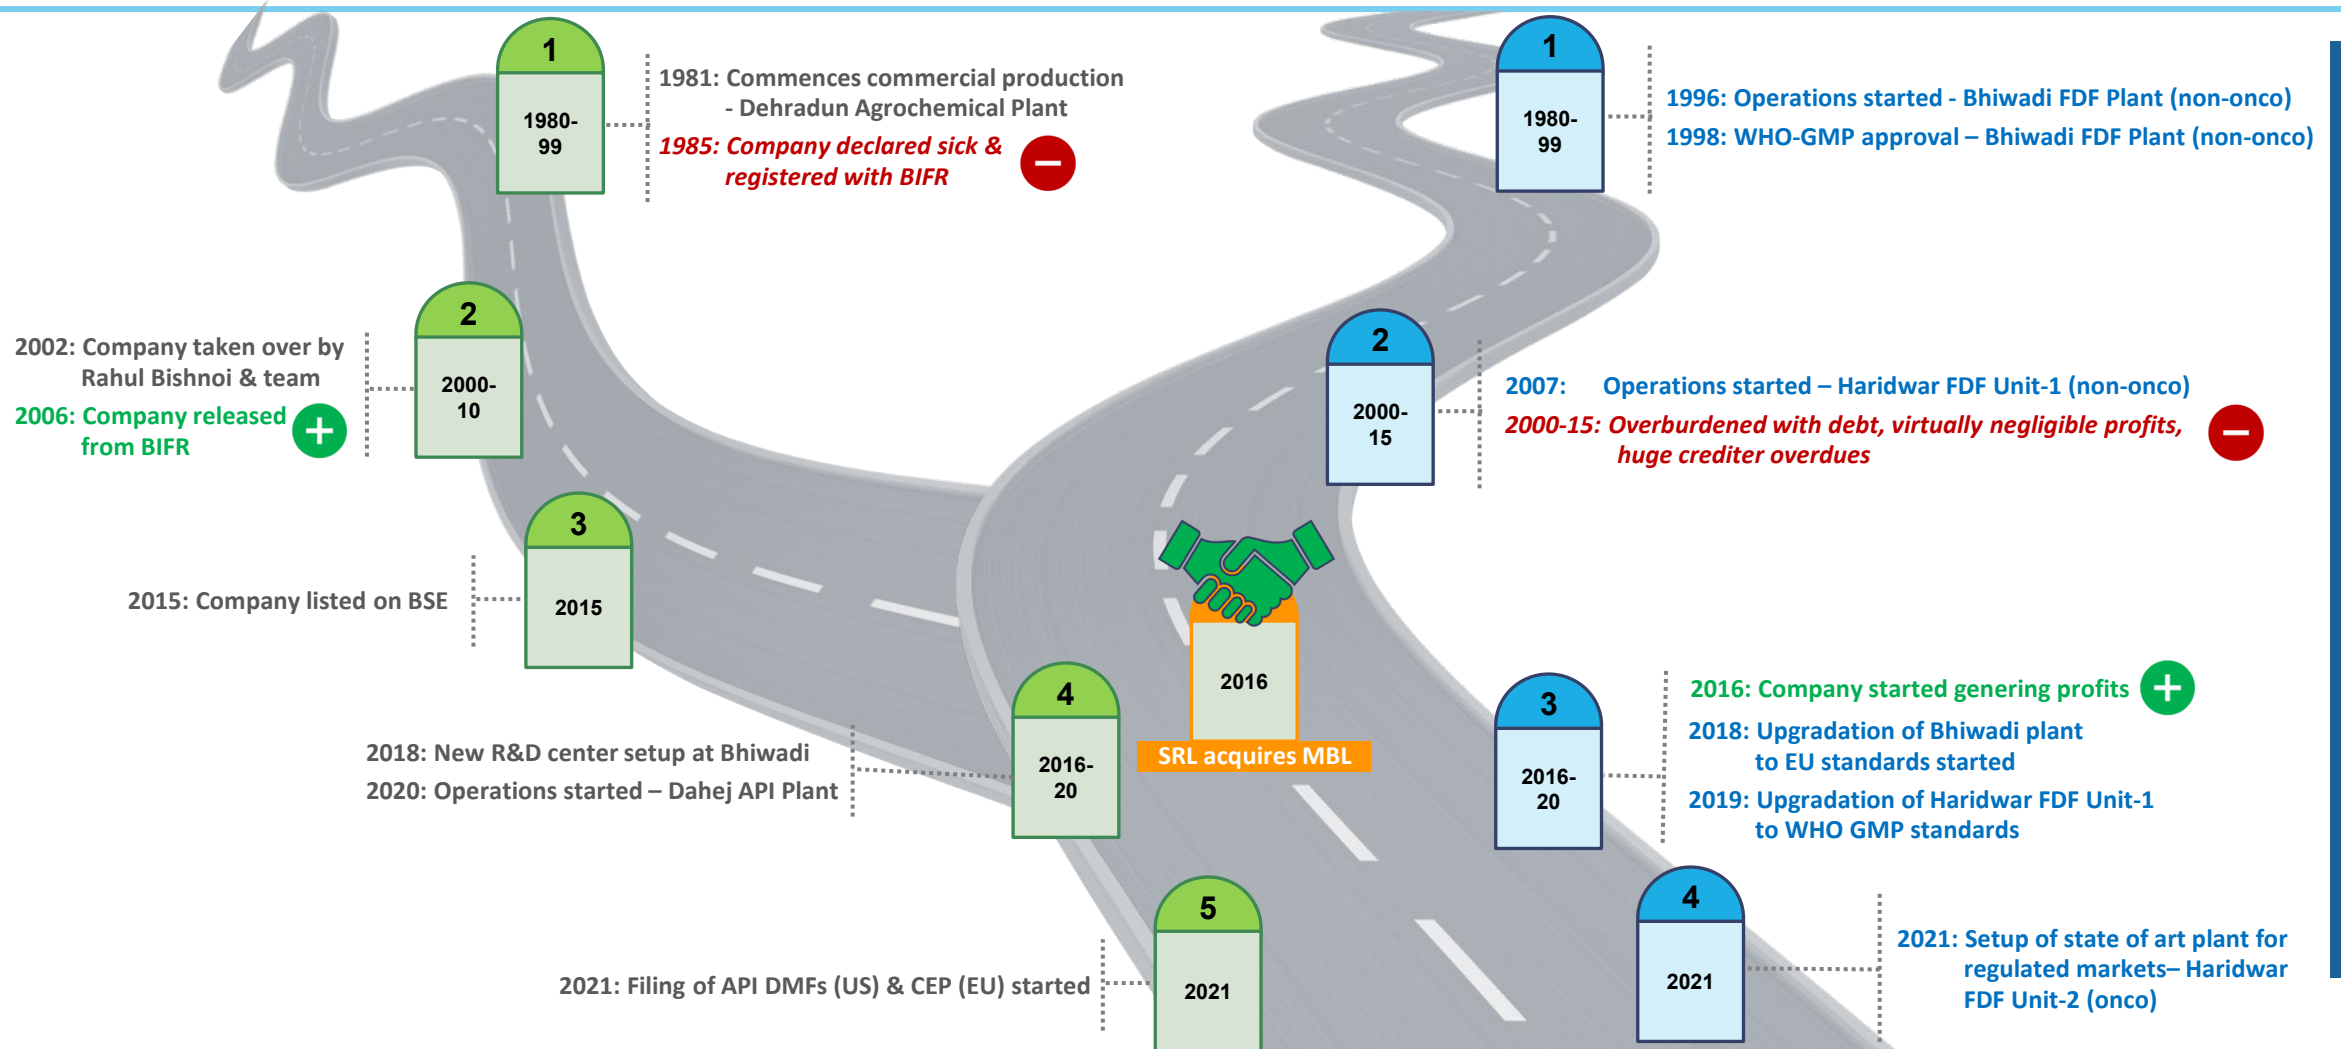 1
1980-
99
1981: Commences commercial production
- Dehradun Agrochemical Plant
1985: Company declared sick &
registered with BIFR
2
2000-
10
2002: Company taken over by
Rahul Bishnoi & team
2006: Company released
from BIFR
3
2015
2015: Company listed on BSE
4
2016-
20
2018: New R&D center setup at Bhiwadi
2020: Operations started – Dahej API Plant
5
2021
2021: Filing of API DMFs (US) & CEP (EU) started
2016
SRL acquires MBL
1
1980-
99
1996: Operations started - Bhiwadi FDF Plant (non-onco)
1998: WHO-GMP approval – Bhiwadi FDF Plant (non-onco)
2
2000-
15
2007: Operations started – Haridwar FDF Unit-1 (non-onco)
2000-15: Overburdened with debt, virtually negligible profits,
huge crediter overdues
3
2016-
20
2016: Company started genering profits
2018: Upgradation of Bhiwadi plant
to EU standards started
2019: Upgradation of Haridwar FDF Unit-1
to WHO GMP standards
4
2021
2021: Setup of state of art plant for
regulated markets– Haridwar
FDF Unit-2 (onco)